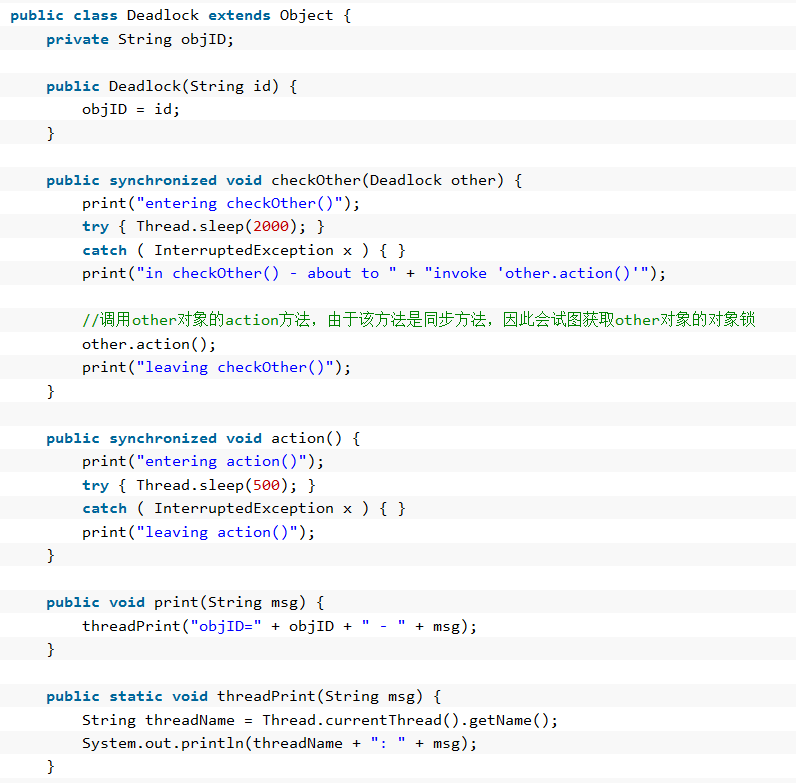 public class Deadlock extends Object {
    private String objID;

    public Deadlock(String id) {
        objID = id;
    }

    public synchronized void checkOther(Deadlock other) {
        print("entering checkOther()");
        try { Thread.sleep(2000); }
        catch ( InterruptedException x ) { }
        print("in checkOther() - about to " + "invoke 'other.action()'");

        //调用other对象的action方法，由于该方法是同步方法，因此会试图获取other对象的对象锁
        other.action();
        print("leaving checkOther()");
    }

    public synchronized void action() {
        print("entering action()");
        try { Thread.sleep(500); }
        catch ( InterruptedException x ) { }
        print("leaving action()");
    }

    public void print(String msg) {
        threadPrint("objID=" + objID + " - " + msg);
    }

    public static void threadPrint(String msg) {
        String threadName = Thread.currentThread().getName();
        System.out.println(threadName + ": " + msg);
    }